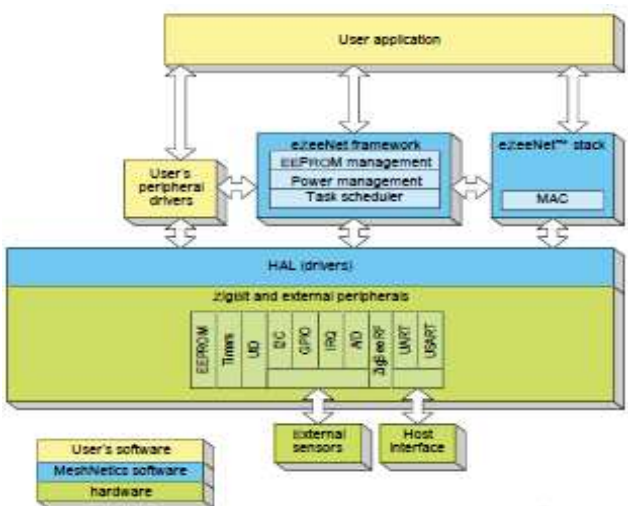 User application
eZeeNet framework
EEPROM management
Power management
Task scheduler
eZeeNet™ stack
MAC
User's
peripheral
drivers
HAL (drivers)
ZigBit and external peripherals
EEPROM
Timers
UID
I2C
GPIO
IRQ
A/D
ZigBee RF
UART
USART
External
sensors
Host
interface
User's software
MeshNetics software
hardware